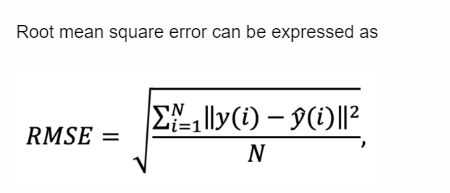 Root mean square error can be expressed as
RMSE = √(∑ᵢ₌₁ᴺ‖y(i) − ŷ(i)‖² / N),